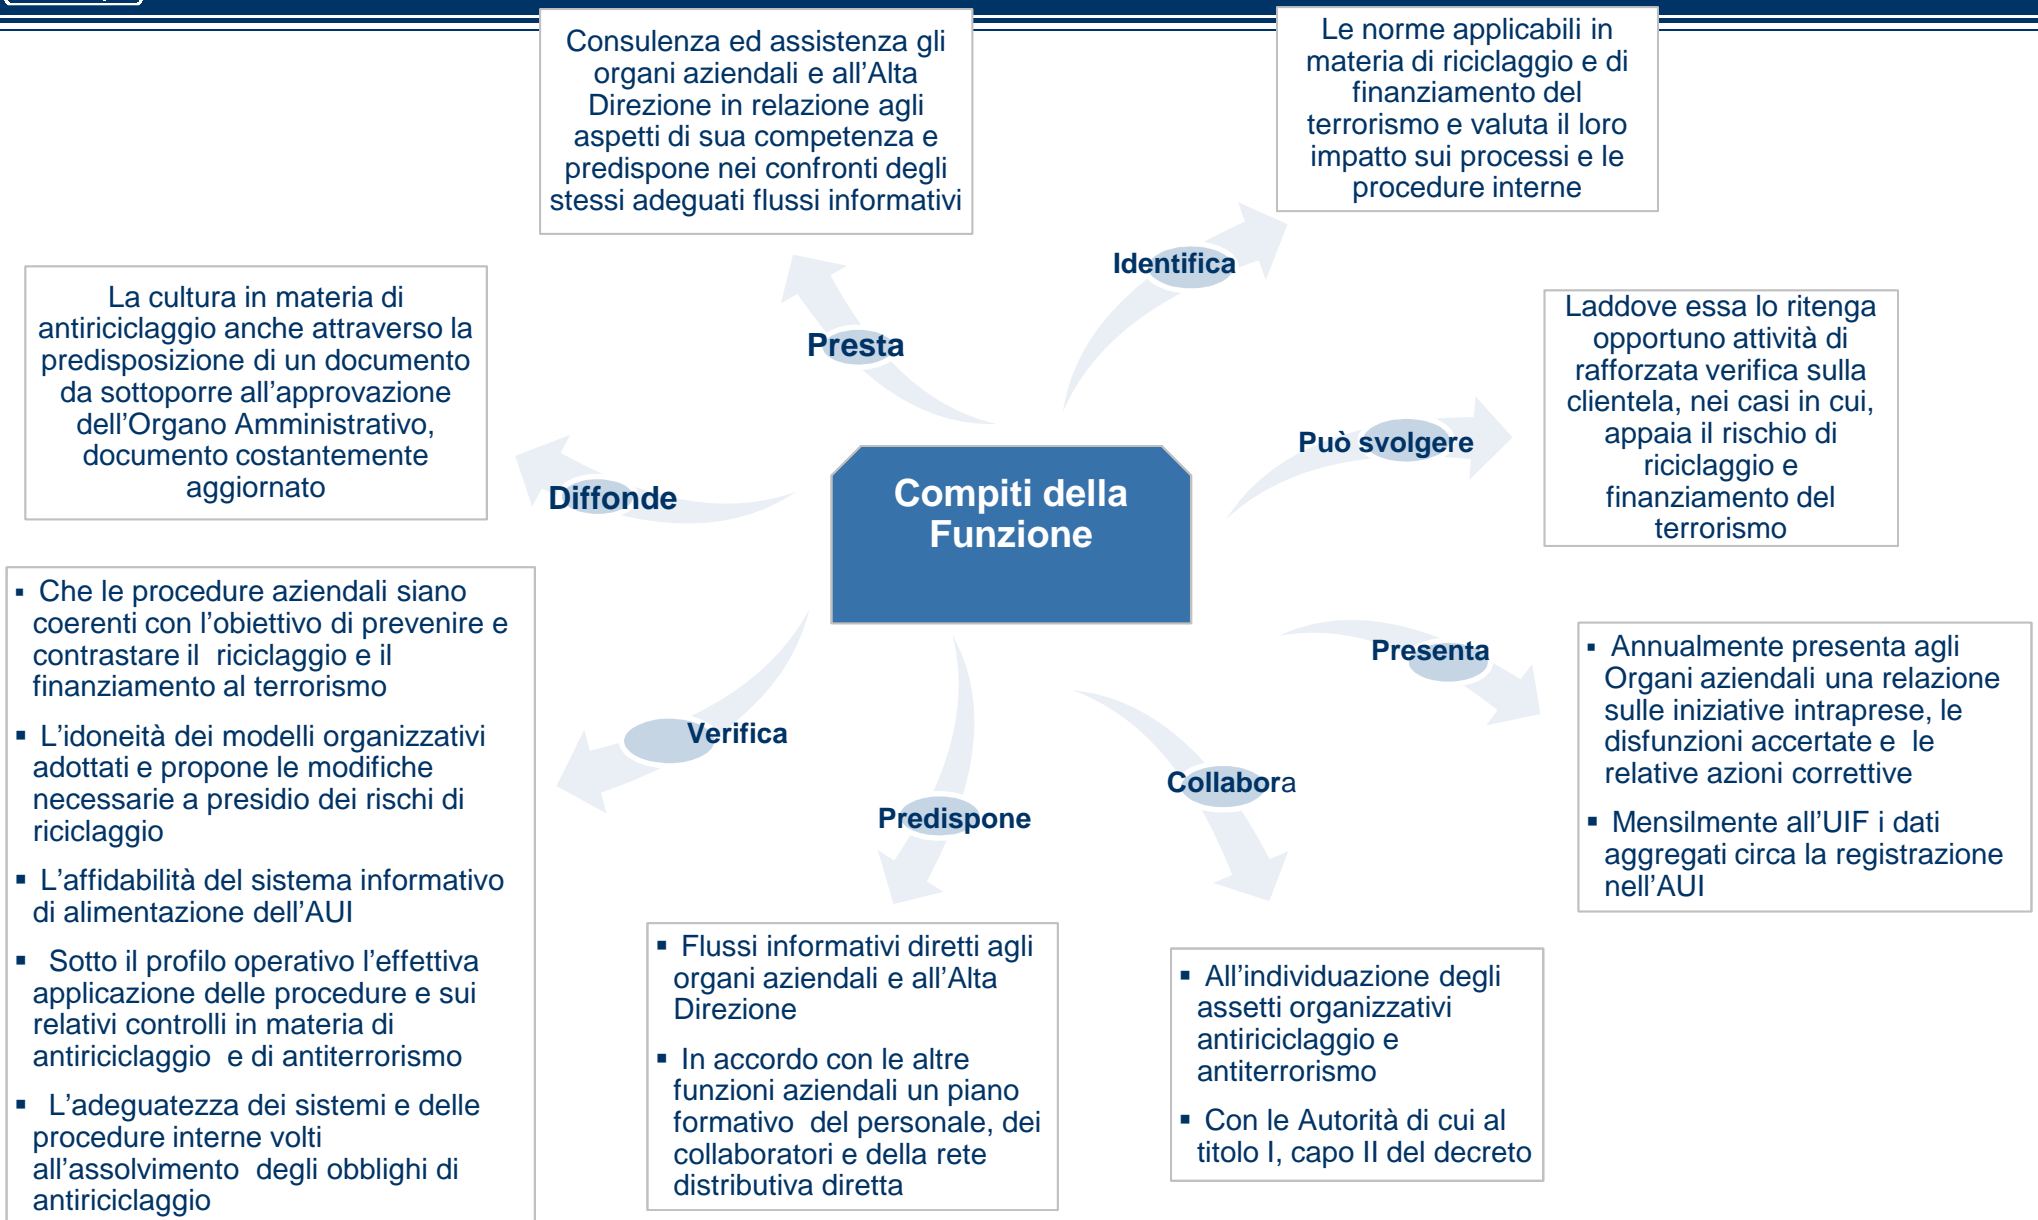 Consulenza ed assistenza gli
organi aziendali e all’Alta
Direzione in relazione agli
aspetti di sua competenza e
predispone nei confronti degli
stessi adeguati flussi informativi
Le norme applicabili in
materia di riciclaggio e di
finanziamento del
terrorismo e valuta il loro
impatto sui processi e le
procedure interne
Identifica
Presta
La cultura in materia di
antiriciclaggio anche attraverso la
predisposizione di un documento
da sottoporre all’approvazione
dell’Organo Amministrativo,
documento costantemente
aggiornato
Laddove essa lo ritenga
opportuno attività di
rafforzata verifica sulla
clientela, nei casi in cui,
appaia il rischio di
riciclaggio e
finanziamento del
terrorismo
Può svolgere
Diffonde
Compiti della
Funzione
▪ Che le procedure aziendali siano
coerenti con l’obiettivo di prevenire e
contrastare il riciclaggio e il
finanziamento al terrorismo
▪ L’idoneità dei modelli organizzativi
adottati e propone le modifiche
necessarie a presidio dei rischi di
riciclaggio
▪ L’affidabilità del sistema informativo
di alimentazione dell’AUI
▪ Sotto il profilo operativo l’effettiva
applicazione delle procedure e sui
relativi controlli in materia di
antiriciclaggio e di antiterrorismo
▪ L’adeguatezza dei sistemi e delle
procedure interne volti
all’assolvimento degli obblighi di
antiriciclaggio
Verifica
Predispone
Collabora
Presenta
▪ Annualmente presenta agli
Organi aziendali una relazione
sulle iniziative intraprese, le
disfunzioni accertate e le
relative azioni correttive
▪ Mensilmente all’UIF i dati
aggregati circa la registrazione
nell’AUI
▪ Flussi informativi diretti agli
organi aziendali e all’Alta
Direzione
▪ In accordo con le altre
funzioni aziendali un piano
formativo del personale, dei
collaboratori e della rete
distributiva diretta
▪ All’individuazione degli
assetti organizzativi
antiriciclaggio e
antiterrorismo
▪ Con le Autorità di cui al
titolo I, capo II del decreto